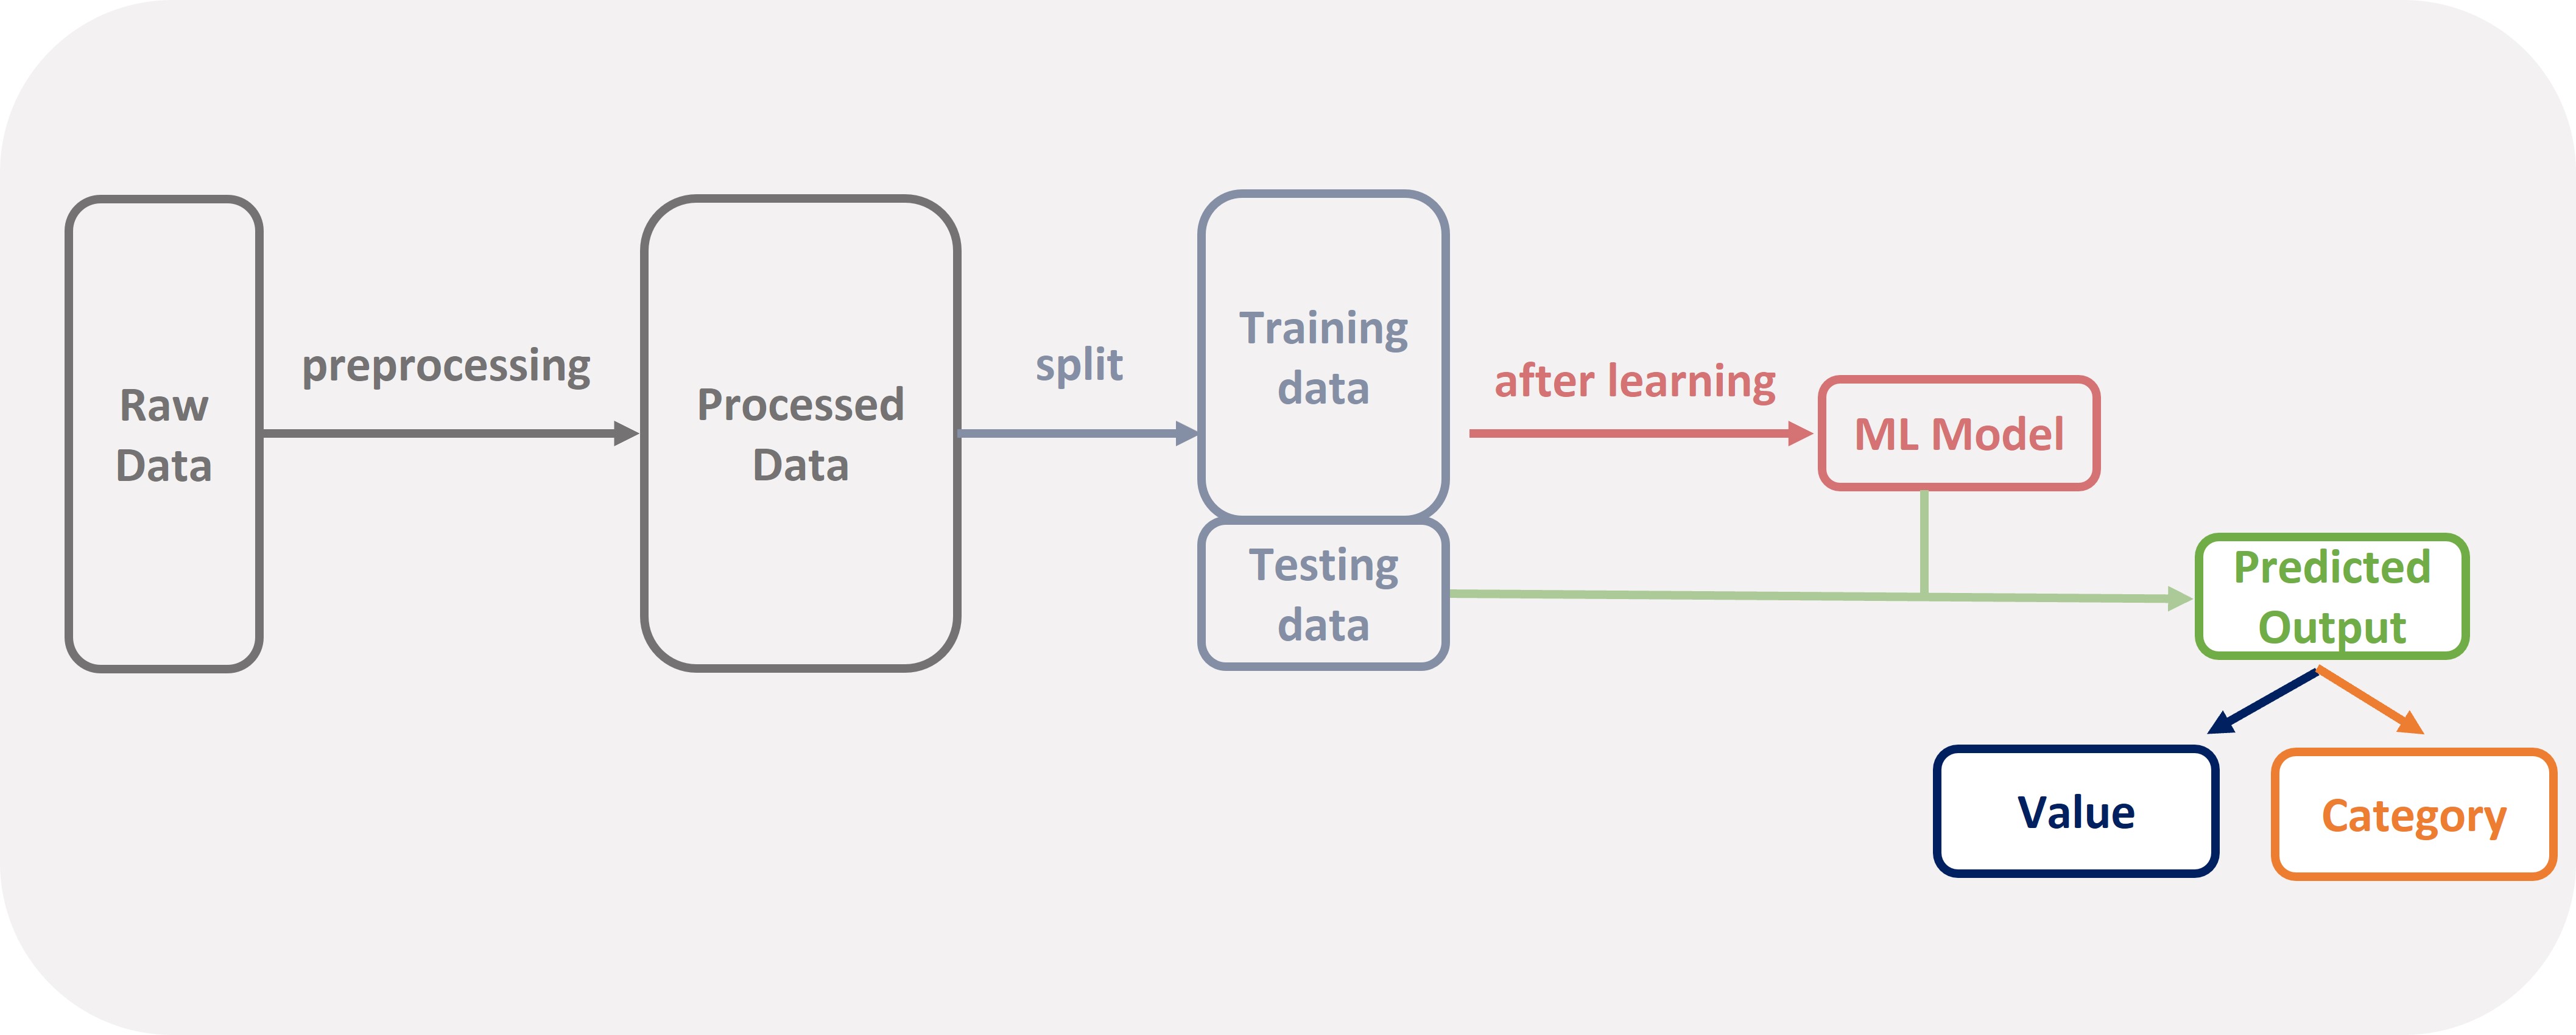 Raw
Data
preprocessing
Processed
Data
split
Training
data
Testing
data
after learning
ML Model
Predicted
Output
Value
Category